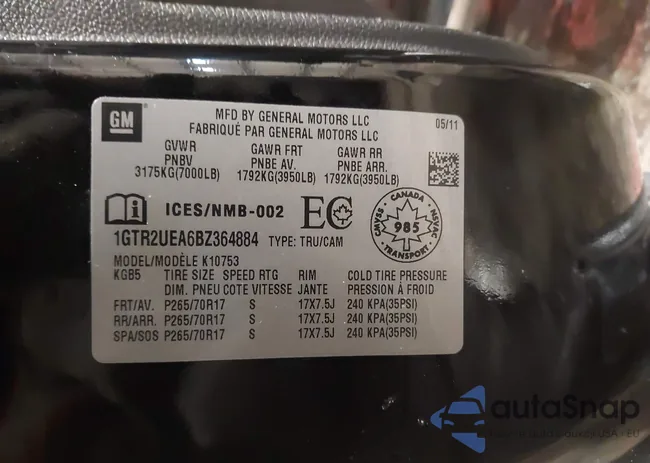 GM
MFD BY GENERAL MOTORS LLC
FABRIQUÉ PAR GENERAL MOTORS LLC
05/11
GVWR GAWR FRT GAWR RR
PNBV PNBE AV. PNBE ARR.
3175KG(7000LB) 1792KG(3950LB) 1792KG(3950LB)
ICES/NMB-002
EC
CANADA
CMVSS NSVAC
985
TRANSPORT
1GTR2UEA6BZ364884 TYPE: TRU/CAM
MODEL/MODÈLE K10753
KGB5 TIRE SIZE SPEED RTG RIM COLD TIRE PRESSURE
DIM. PNEU COTE VITESSE JANTE PRESSION À FROID
FRT/AV. P265/70R17 S 17X7.5J 240 KPA(35PSI)
RR/ARR. P265/70R17 S 17X7.5J 240 KPA(35PSI)
SPA/SOS P265/70R17 S 17X7.5J 240 KPA(35PSI)
autaSnap